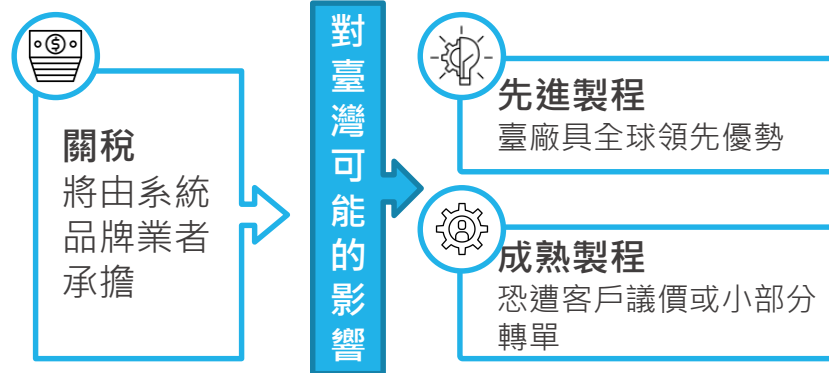 關稅
將由系統
品牌業者
承擔
對臺灣可能的影響
先進製程
臺廠具全球領先優勢
成熟製程
恐遭客戶議價或小部分
轉單